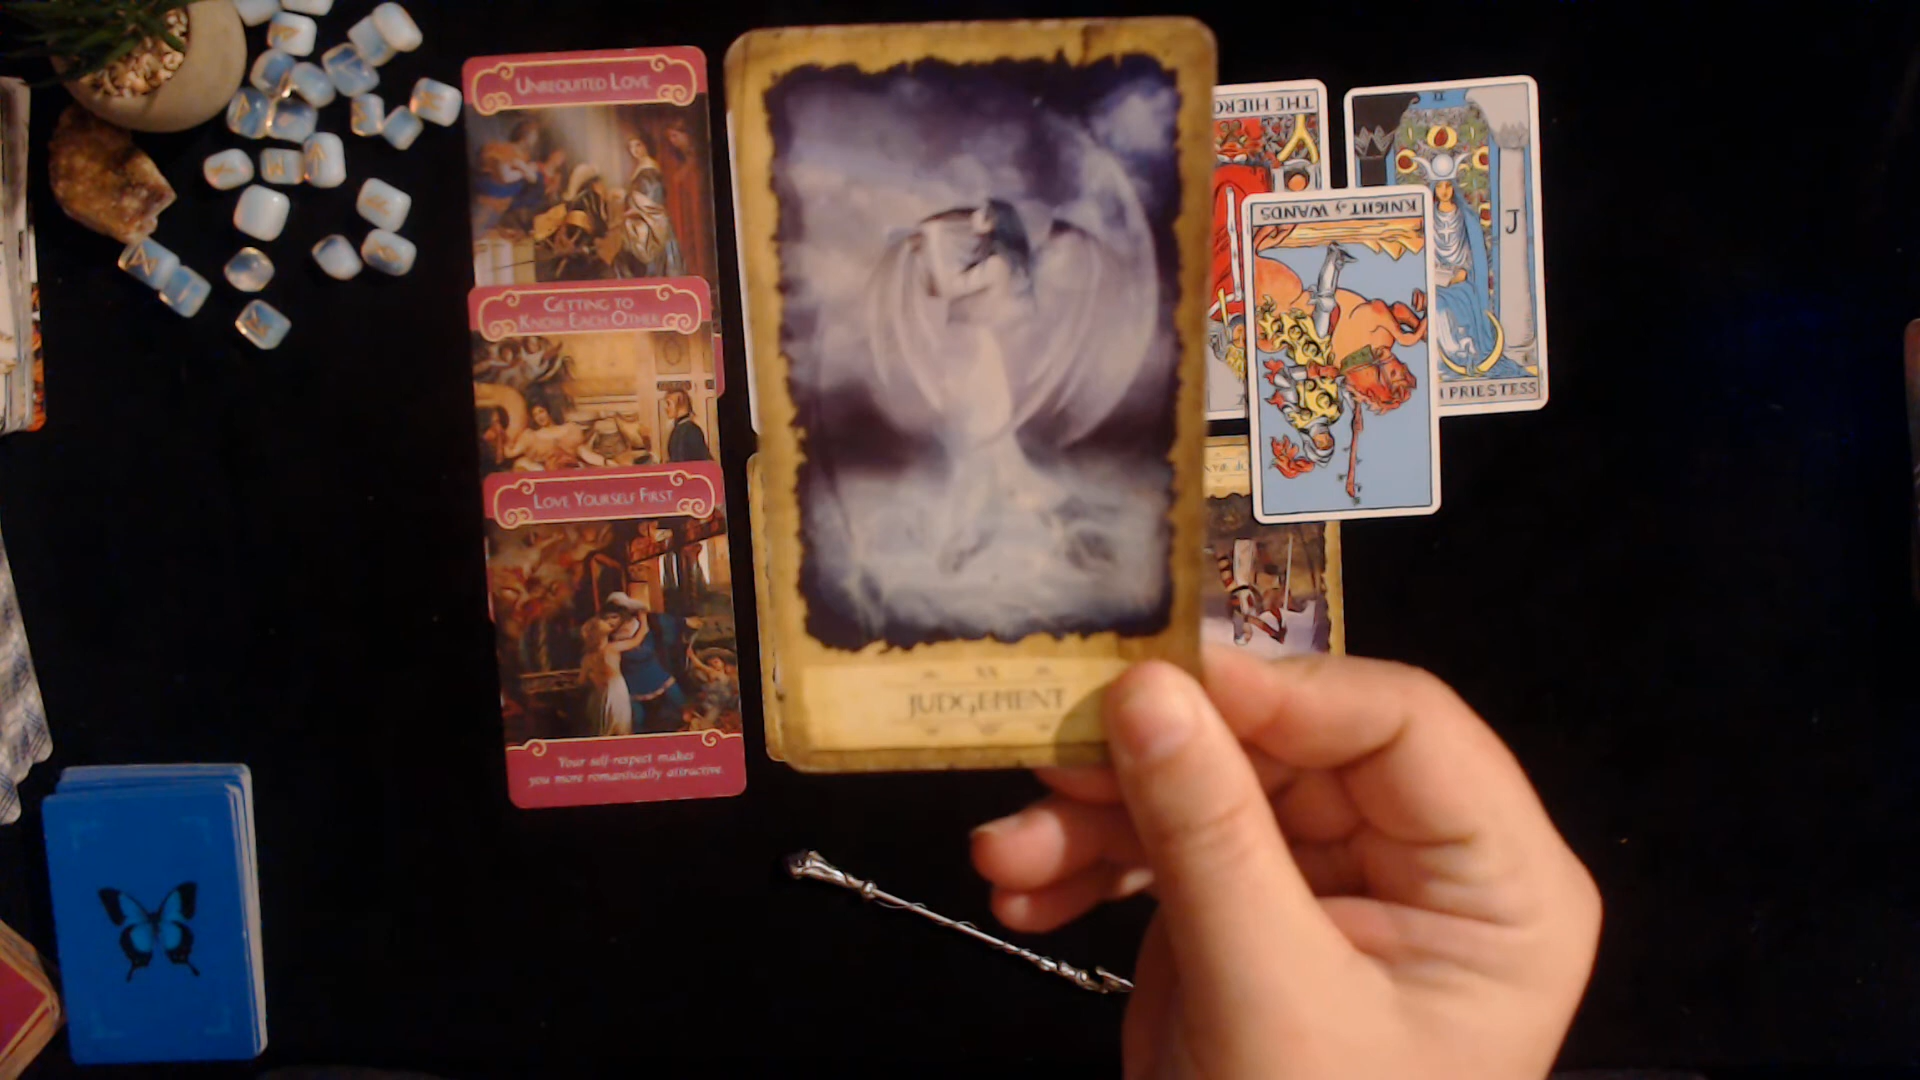 UNREQUITED LOVE
GETTING TO
KNOW EACH OTHER
LOVE YOURSELF FIRST
Your self-respect makes
you more romantically attractive.
XX
JUDGEMENT
THE HIERO
KNIGHT of WANDS
II
J
H PRIESTESS